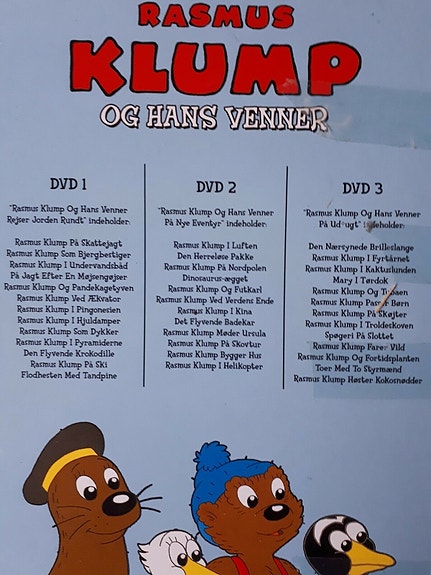 RASMUS
KLUMP
OG HANS VENNER
DVD 1
"Rasmus Klump Og Hans Venner
Rejser Jorden Rundt" indeholder:
Rasmus Klump På Skattejagt
Rasmus Klump Som Bjergbestiger
Rasmus Klump I Undervandsbåd
På Jagt Efter En Møjsengøjser
Rasmus Klump Og Pandekagetyven
Rasmus Klump Ved Ækvator
Rasmus Klump I Pingonesien
Rasmus Klump I Hjuldamper
Rasmus Klump Som Dykker
Rasmus Klump I Pyramiderne
Den Flyvende Krokodille
Rasmus Klump På Ski
Flodhesten Med Tandpine
DVD 2
"Rasmus Klump Og Hans Venner
På Nye Eventyr" indeholder:
Rasmus Klump I Luften
Den Herreløse Pakke
Rasmus Klump På Nordpolen
Dinosaurus-ægget
Rasmus Klump Og Futkarl
Rasmus Klump Ved Verdens Ende
Rasmus Klump I Kina
Det Flyvende Badekar
Rasmus Klump Møder Ursula
Rasmus Klump På Skovtur
Rasmus Klump Bygger Hus
Rasmus Klump I Helikopter
DVD 3
"Rasmus Klump Og Hans Venner
På Udflugt" indeholder:
Den Nærsynede Brilleslange
Rasmus Klump I Fyrtårnet
Rasmus Klump I Kaktuslunden
Mary I Tørdok
Rasmus Klump Og Tubaen
Rasmus Klump Passer Børn
Rasmus Klump På Skøjter
Rasmus Klump I Troldeskoven
Spøgeri På Slottet
Rasmus Klump Farer Vild
Rasmus Klump Og Fortidsplanten
Toer Med To Styrmænd
Rasmus Klump Høster Kokosnødder